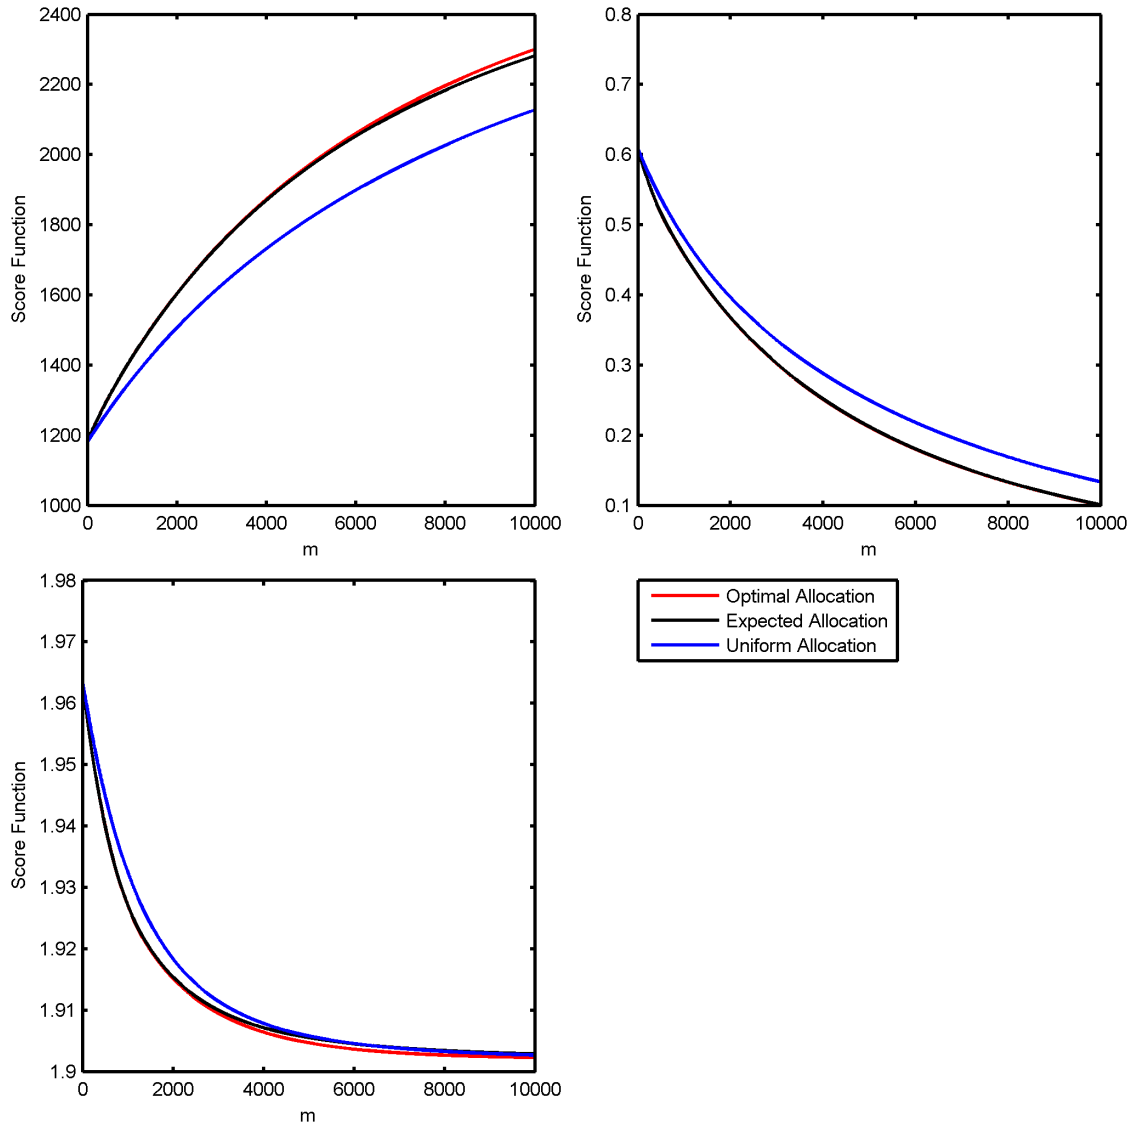 2400
2200
2000
1800
1600
1400
1200
1000
Score Function
0 2000 4000 6000 8000 10000
m
0.8
0.7
0.6
0.5
0.4
0.3
0.2
0.1
Score Function
0 2000 4000 6000 8000 10000
m
1.98
1.97
1.96
1.95
1.94
1.93
1.92
1.91
1.9
Score Function
0 2000 4000 6000 8000 10000
m
Optimal Allocation
Expected Allocation
Uniform Allocation